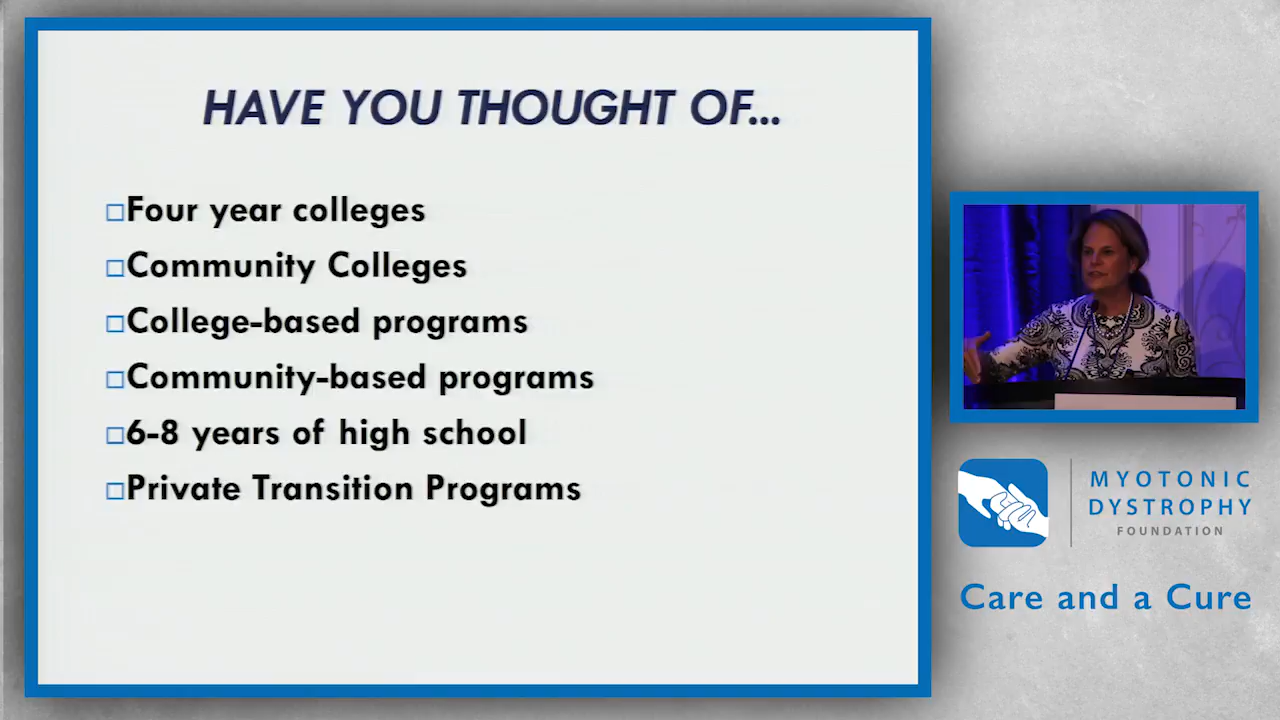 HAVE YOU THOUGHT OF...
Four year colleges
Community Colleges
College-based programs
Community-based programs
6-8 years of high school
Private Transition Programs
MYOTONIC
DYSTROPHY
FOUNDATION
Care and a Cure